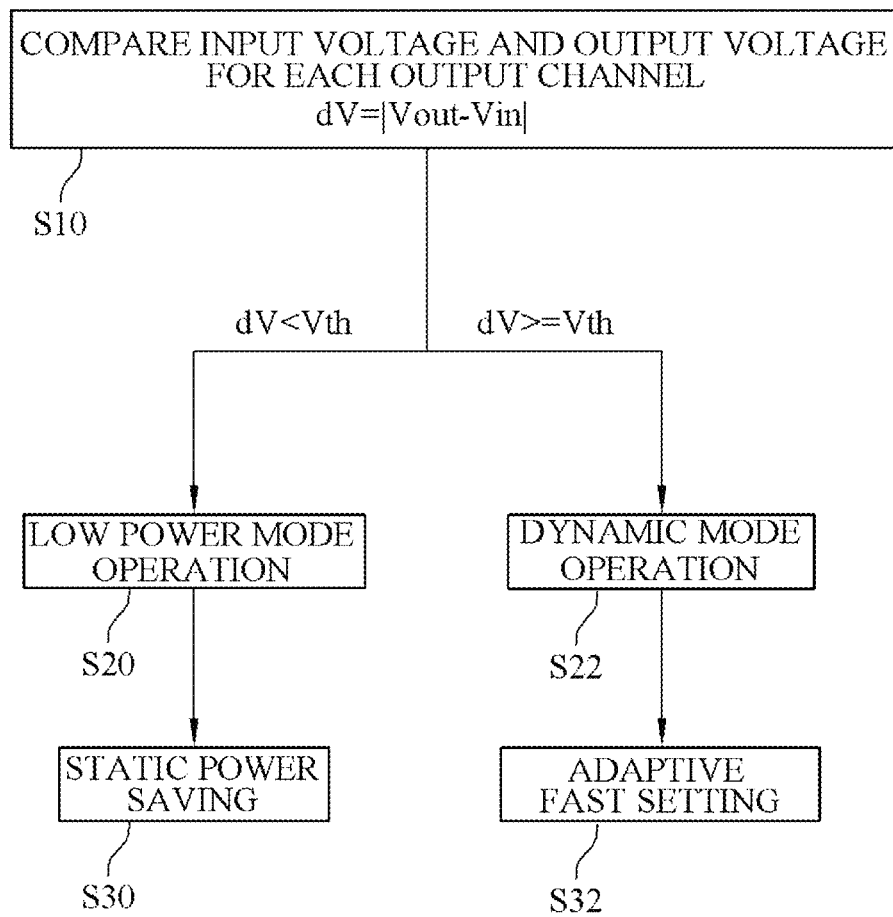 COMPARE INPUT VOLTAGE AND OUTPUT VOLTAGE
FOR EACH OUTPUT CHANNEL
dV=|Vout-Vin|
S10
dV<Vth
dV>=Vth
LOW POWER MODE
OPERATION
DYNAMIC MODE
OPERATION
S20
S22
STATIC POWER
SAVING
ADAPTIVE
FAST SETTING
S30
S32